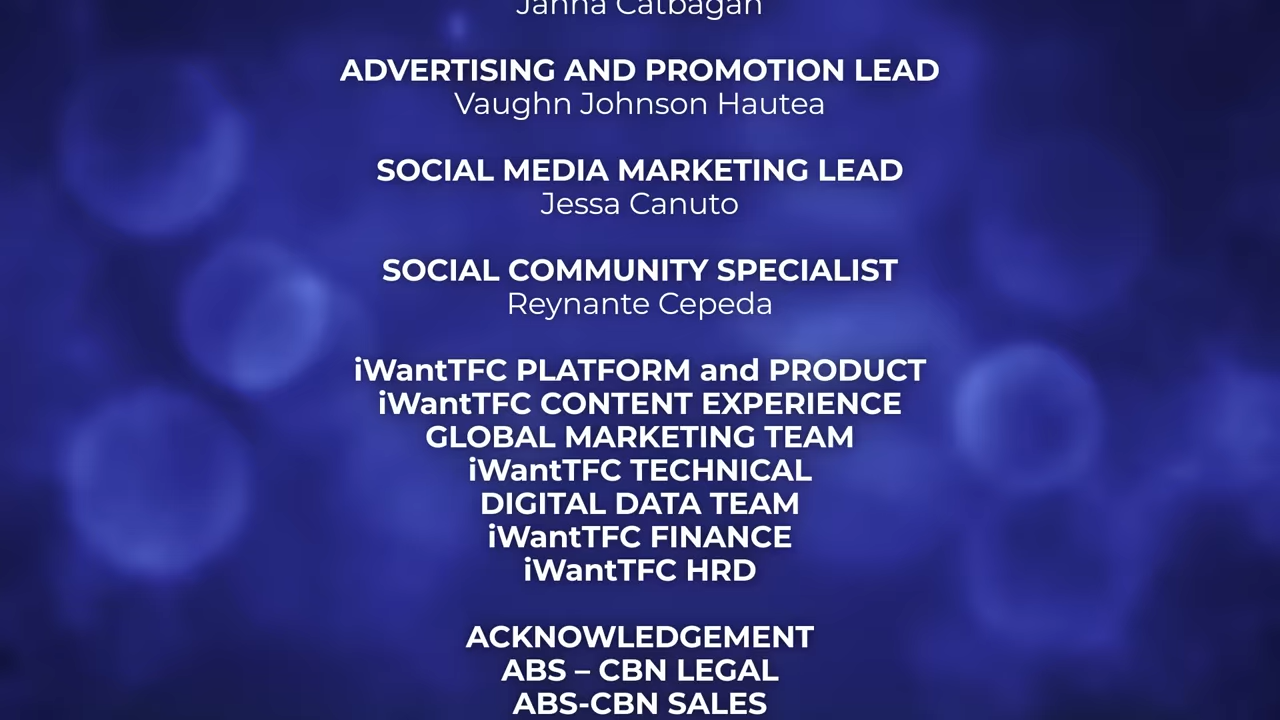 Janna Catbagan
ADVERTISING AND PROMOTION LEAD
Vaughn Johnson Hautea
SOCIAL MEDIA MARKETING LEAD
Jessa Canuto
SOCIAL COMMUNITY SPECIALIST
Reynante Cepeda
iWantTFC PLATFORM and PRODUCT
iWantTFC CONTENT EXPERIENCE
GLOBAL MARKETING TEAM
iWantTFC TECHNICAL
DIGITAL DATA TEAM
iWantTFC FINANCE
iWantTFC HRD
ACKNOWLEDGEMENT
ABS – CBN LEGAL
ABS-CBN SALES